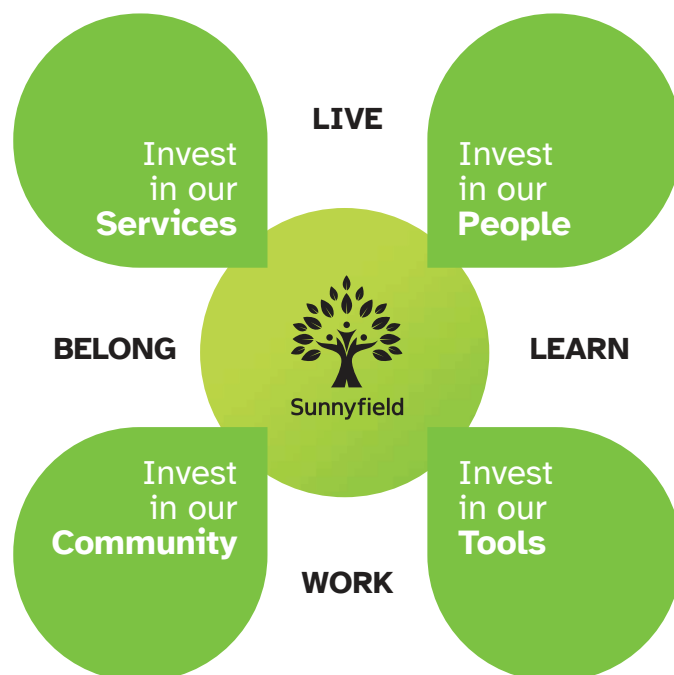 LIVE
Invest
in our
Services
Invest
in our
People
BELONG
Sunnyfield
LEARN
Invest
in our
Community
Invest
in our
Tools
WORK